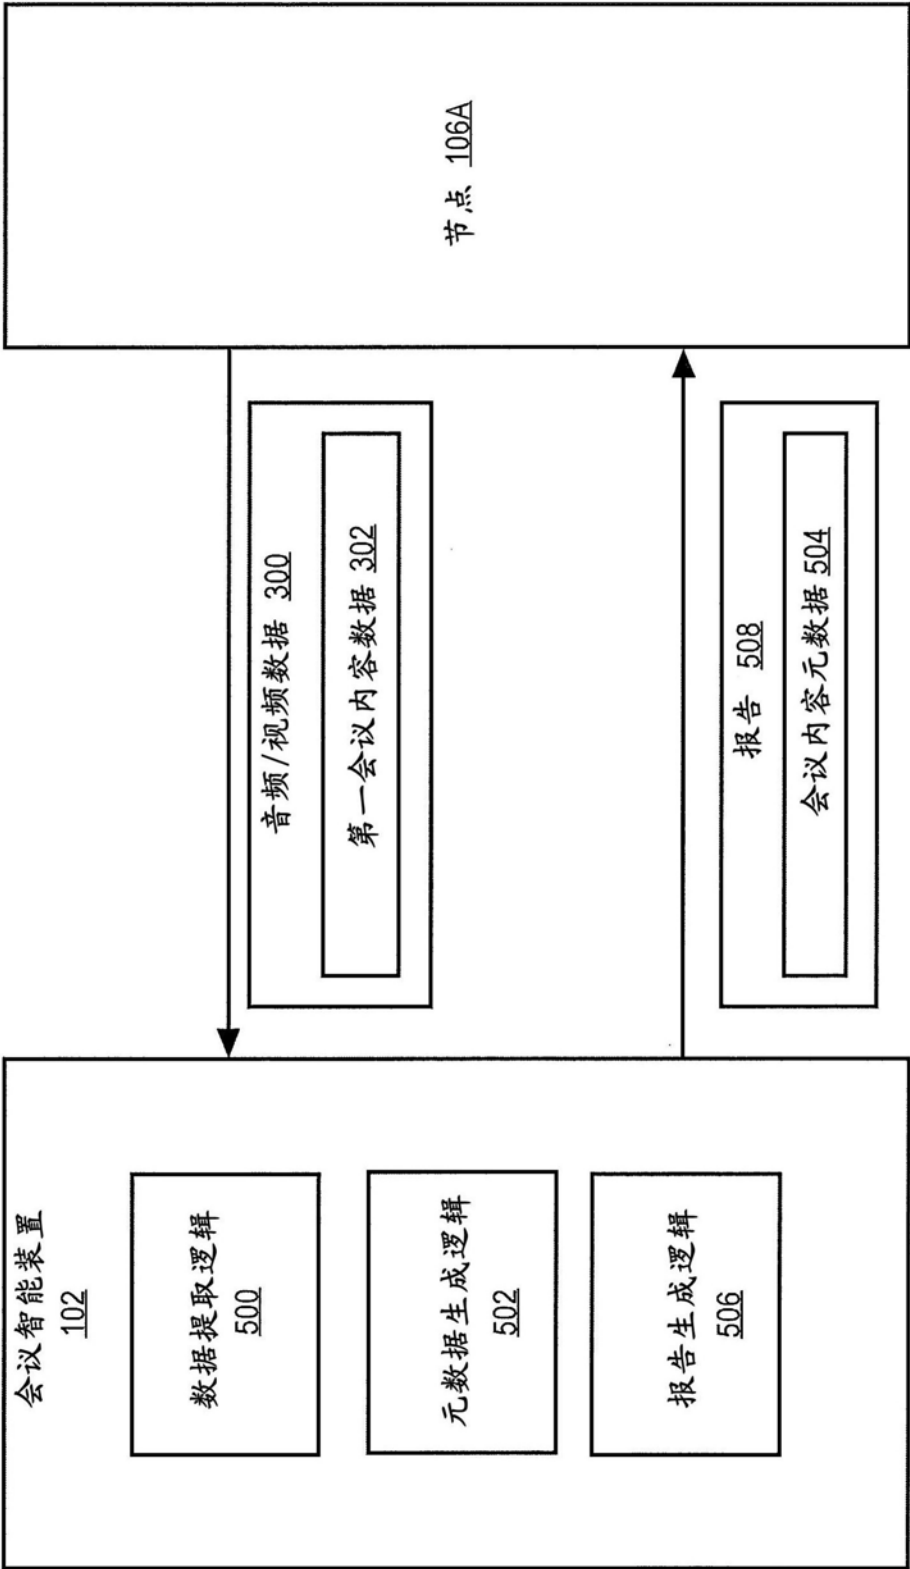 会议智能装置
102
数据提取逻辑
500
元数据生成逻辑
502
报告生成逻辑
506
音频/视频数据 300
第一会议内容数据 302
报告 508
会议内容元数据 504
节点 106A